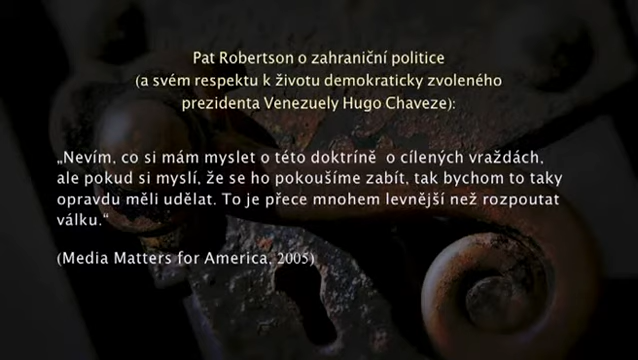 Pat Robertson o zahraniční politice
(a svém respektu k životu demokraticky zvoleného
prezidenta Venezuely Hugo Chaveze):
„Nevím, co si mám myslet o této doktríně o cílených vraždách,
ale pokud si myslí, že se ho pokoušíme zabít, tak bychom to taky
opravdu měli udělat. To je přece mnohem levnější než rozpoutat
válku.“
(Media Matters for America, 2005)